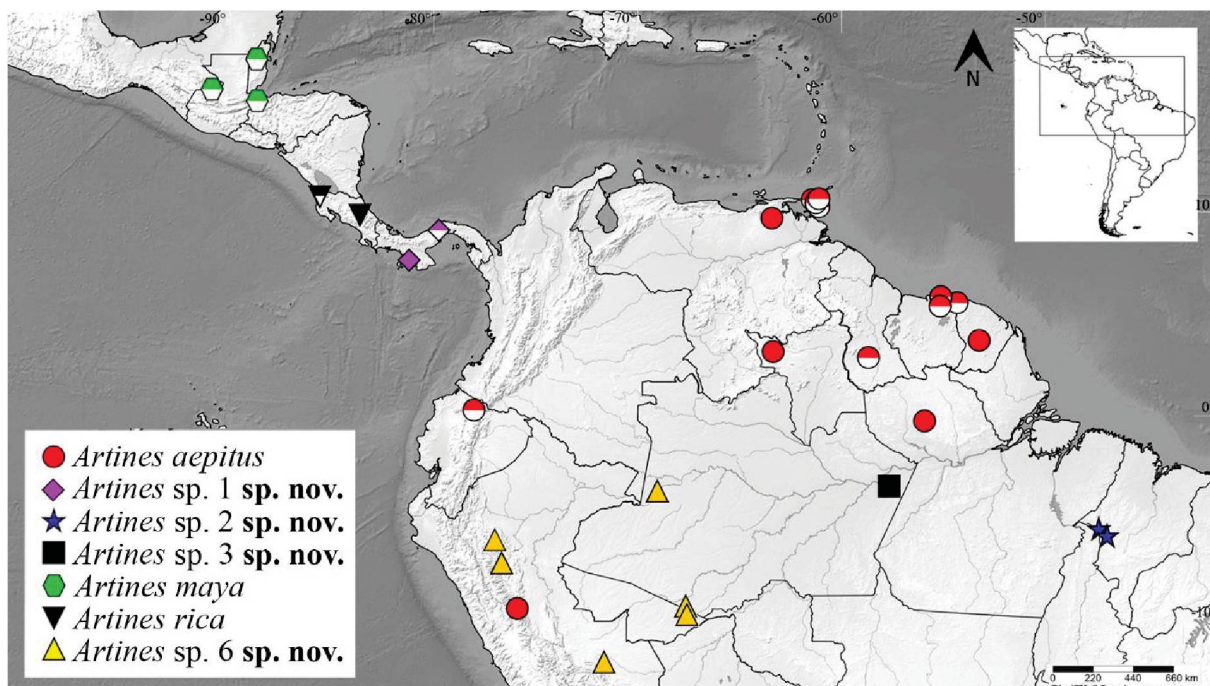 -90° -80° -70° -60° -50°
N
10
10
0
-10
Artines aepitus
Artines sp. 1 sp. nov.
Artines sp. 2 sp. nov.
Artines sp. 3 sp. nov.
Artines maya
Artines rica
Artines sp. 6 sp. nov.
0 220 440 660 km